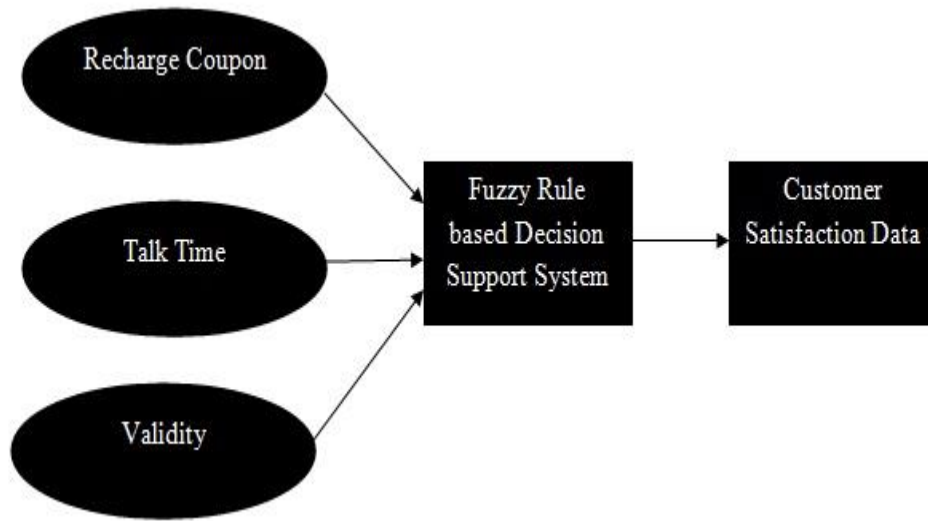 Recharge Coupon
Talk Time
Validity
Fuzzy Rule
based Decision
Support System
Customer
Satisfaction Data